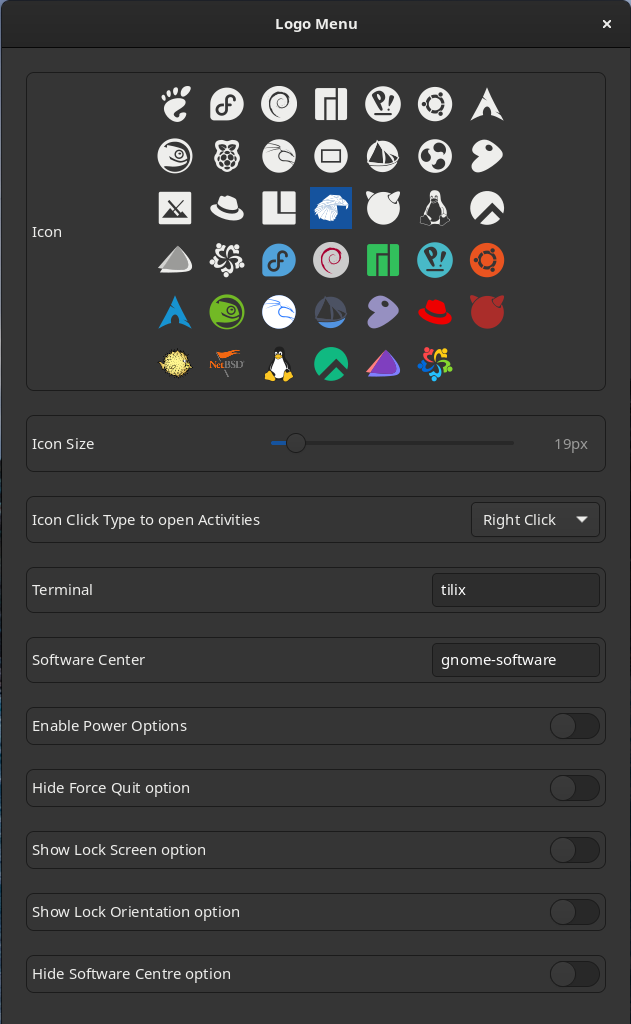 Logo Menu
Icon
NetBSD
Icon Size
19px
Icon Click Type to open Activities
Right Click
Terminal
tilix
Software Center
gnome-software
Enable Power Options
Hide Force Quit option
Show Lock Screen option
Show Lock Orientation option
Hide Software Centre option